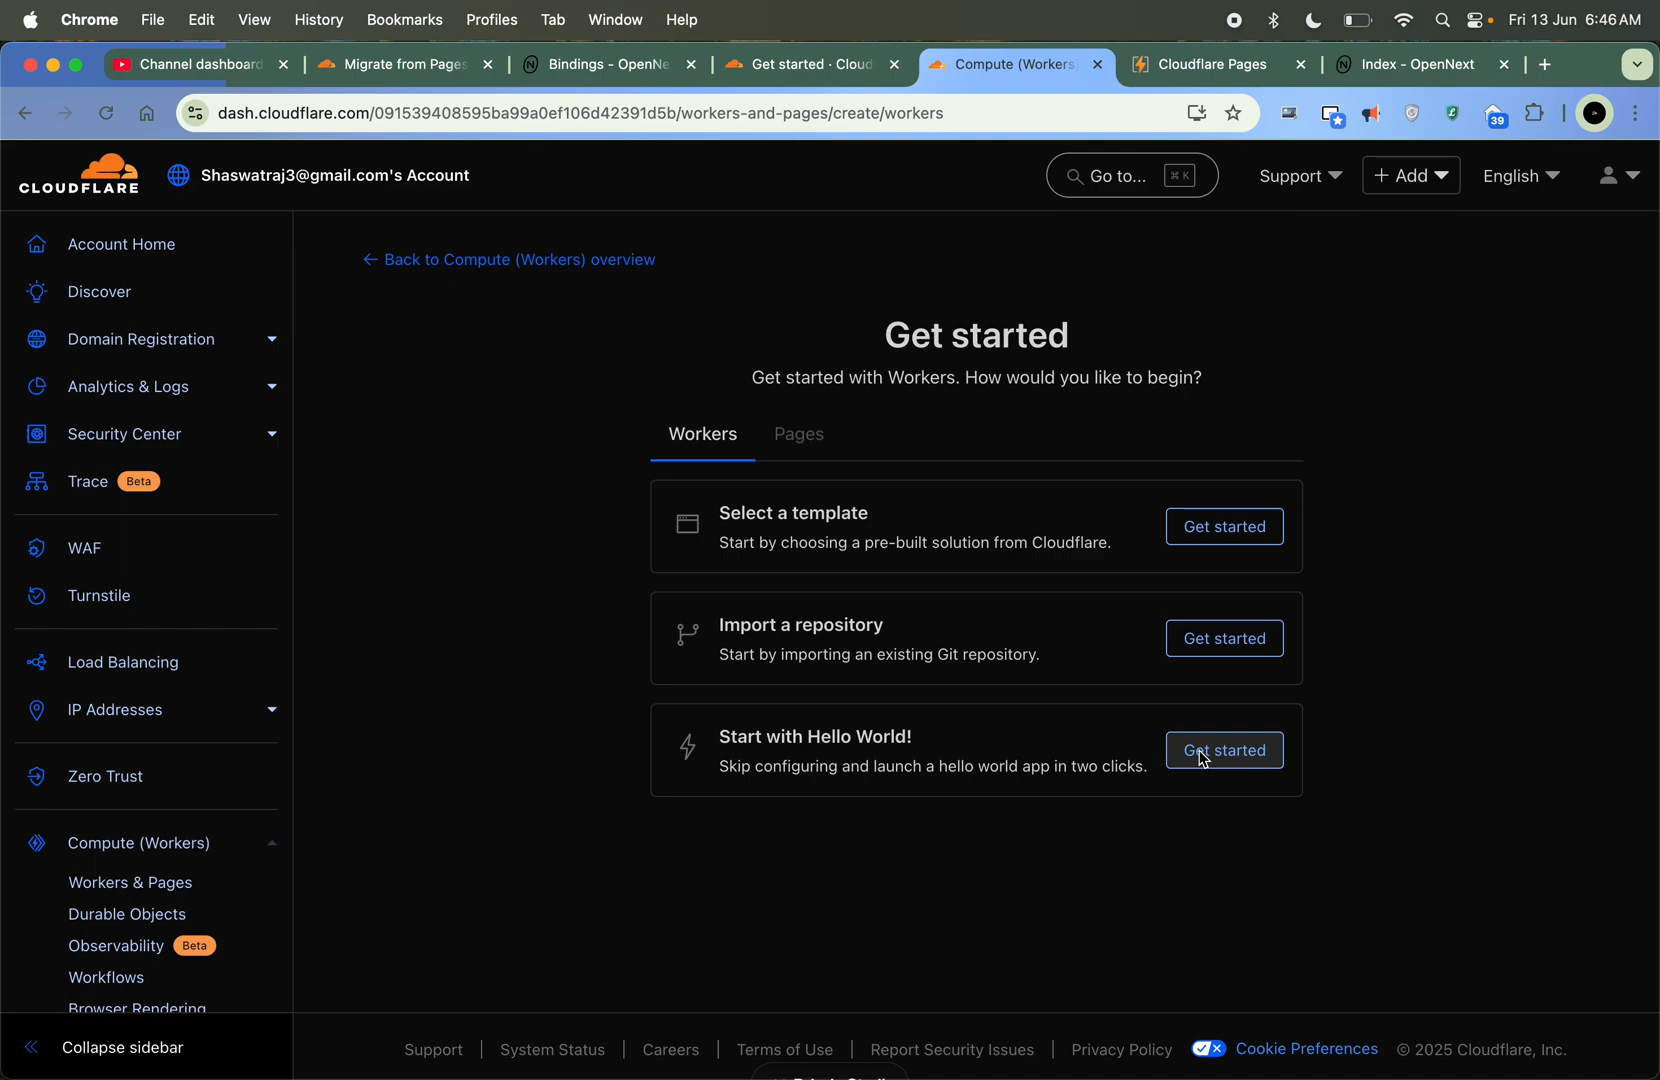 Chrome File Edit View History Bookmarks Profiles Tab Window Help Fri 13 Jun 6:46 AM
Channel dashboard Migrate from Pages Bindings - OpenNe Get started · Cloud Compute (Workers) Cloudflare Pages Index - OpenNext
dash.cloudflare.com/091539408595ba99a0ef106d42391d5b/workers-and-pages/create/workers 39
CLOUDFLARE Shaswatraj3@gmail.com's Account Go to... ⌘ K Support + Add English
Account Home
Discover
Domain Registration
Analytics & Logs
Security Center
Trace Beta
WAF
Turnstile
Load Balancing
IP Addresses
Zero Trust
Compute (Workers)
Workers & Pages
Durable Objects
Observability Beta
Workflows
Browser Rendering
Collapse sidebar
← Back to Compute (Workers) overview
Get started
Get started with Workers. How would you like to begin?
Workers Pages
Select a template
Start by choosing a pre-built solution from Cloudflare.
Get started
Import a repository
Start by importing an existing Git repository.
Get started
Start with Hello World!
Skip configuring and launch a hello world app in two clicks.
Get started
Support System Status Careers Terms of Use Report Security Issues Privacy Policy Cookie Preferences © 2025 Cloudflare, Inc.